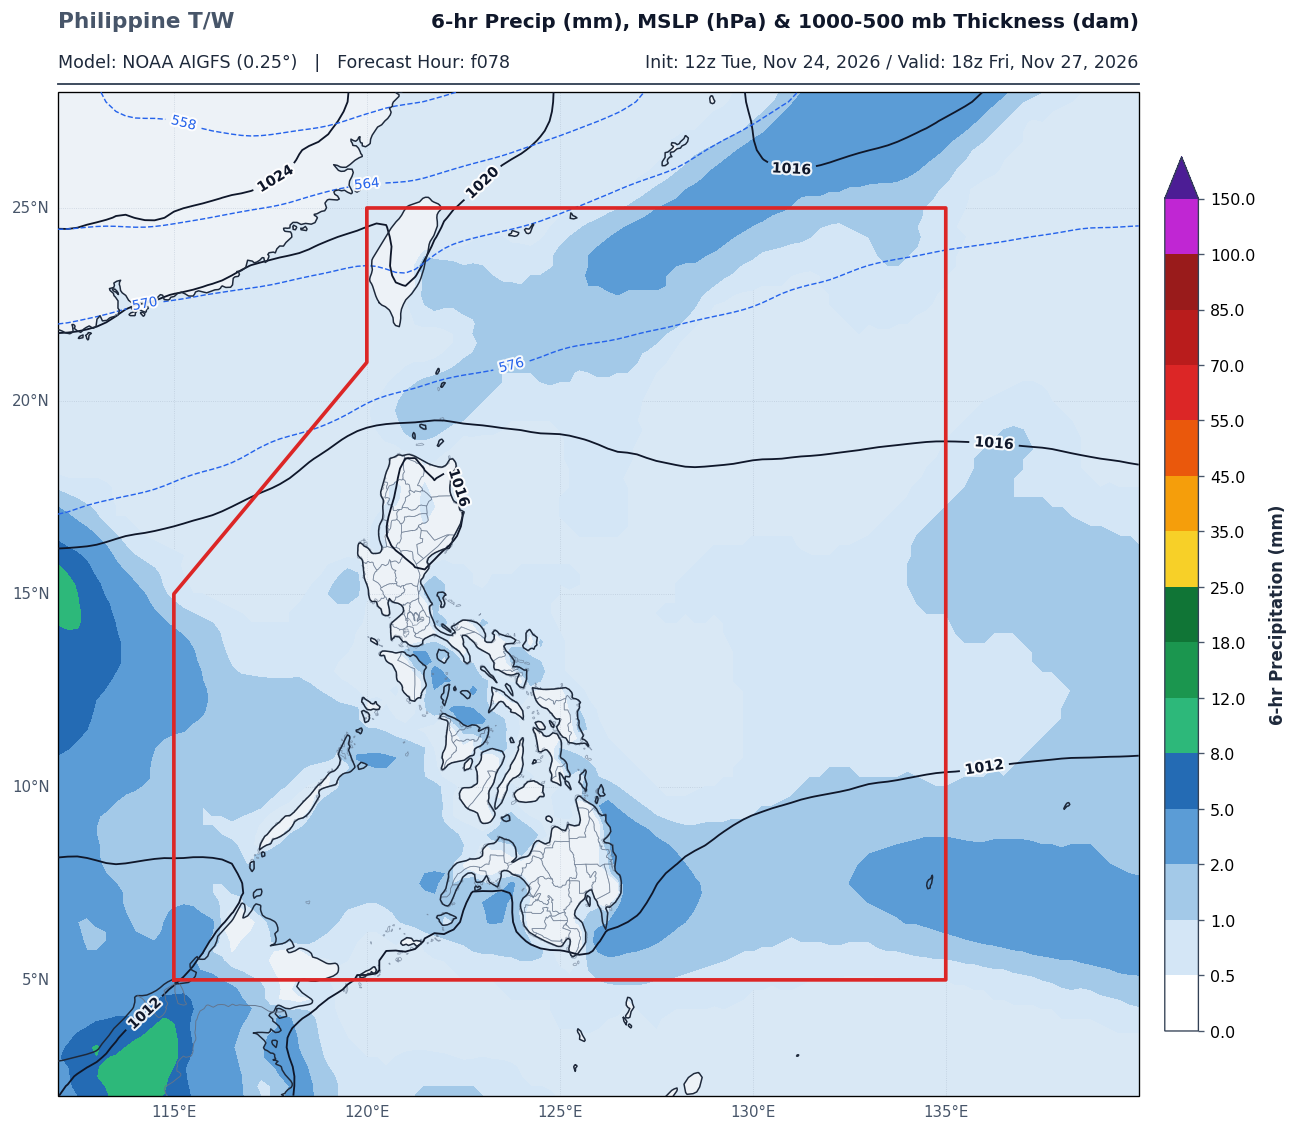 Philippine T/W
6-hr Precip (mm), MSLP (hPa) & 1000-500 mb Thickness (dam)
Model: NOAA AIGFS (0.25°) | Forecast Hour: f078
Init: 12z Tue, Nov 24, 2026 / Valid: 18z Fri, Nov 27, 2026
558
1024
564
1020
1016
570
576
1016
1016
1012
1012
25°N
20°N
15°N
10°N
5°N
115°E
120°E
125°E
130°E
135°E
150.0
100.0
85.0
70.0
55.0
45.0
35.0
25.0
18.0
12.0
8.0
5.0
2.0
1.0
0.5
0.0
6-hr Precipitation (mm)